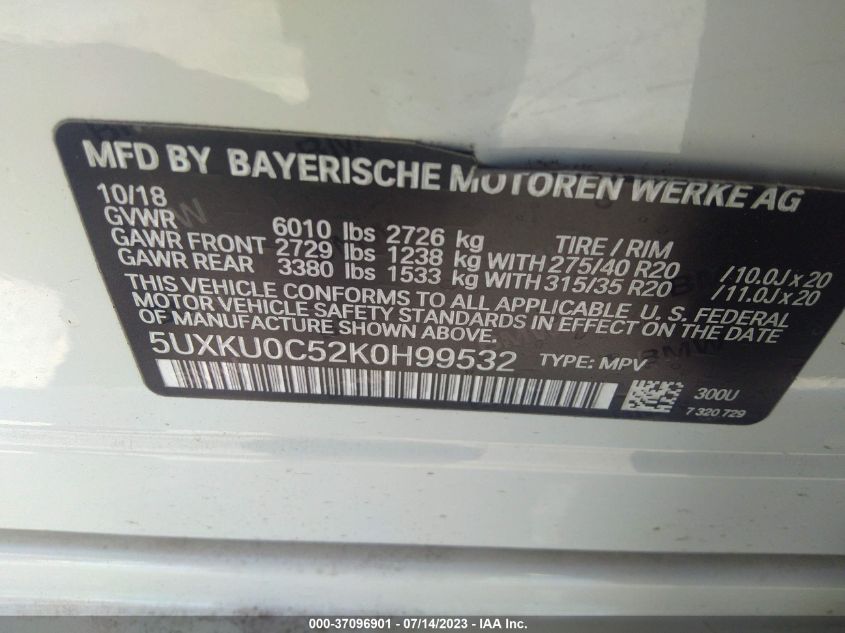 MFD BY BAYERISCHE MOTOREN WERKE AG
10/18
GVWR 6010 lbs 2726 kg TIRE / RIM
GAWR FRONT 2729 lbs 1238 kg WITH 275/40 R20 /10.0J x 20
GAWR REAR 3380 lbs 1533 kg WITH 315/35 R20 /11.0J x 20
THIS VEHICLE CONFORMS TO ALL APPLICABLE U. S. FEDERAL
MOTOR VEHICLE SAFETY STANDARDS IN EFFECT ON THE DATE
OF MANUFACTURE SHOWN ABOVE.
5UXKU0C52K0H99532 TYPE: MPV
300U
7 320 729
000-37096901 - 07/14/2023 - IAA Inc.